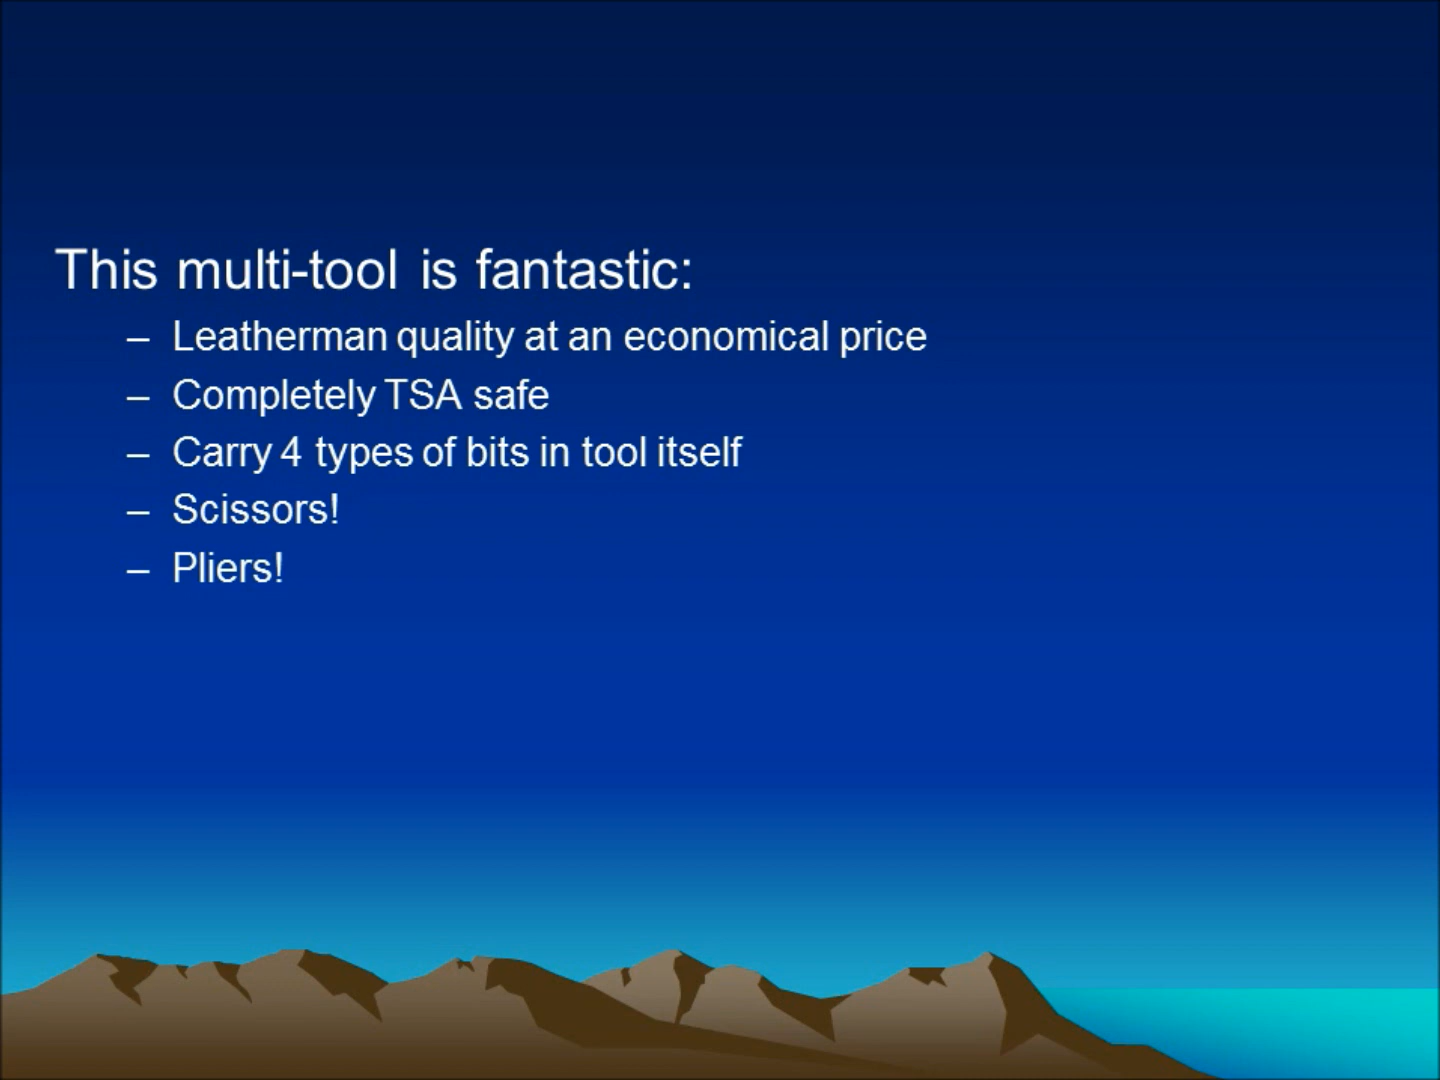 This multi-tool is fantastic:
– Leatherman quality at an economical price
– Completely TSA safe
– Carry 4 types of bits in tool itself
– Scissors!
– Pliers!